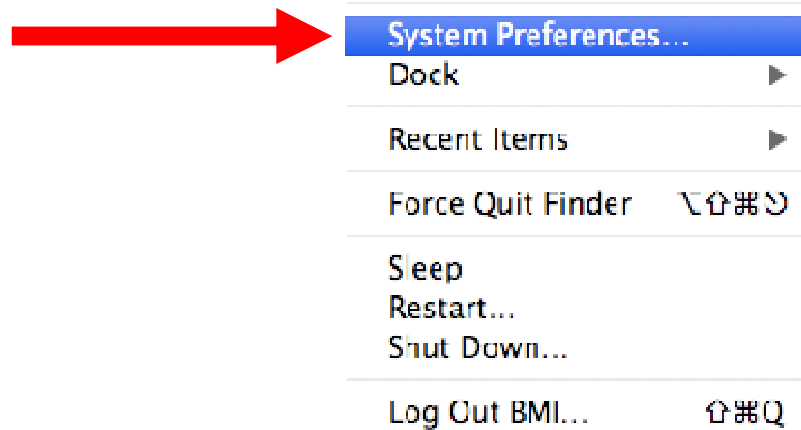 System Preferences...
Dock
Recent Items
Force Quit Finder ⌥⇧⌘⎋
Sleep
Restart...
Shut Down...
Log Out BMI... ⇧⌘Q